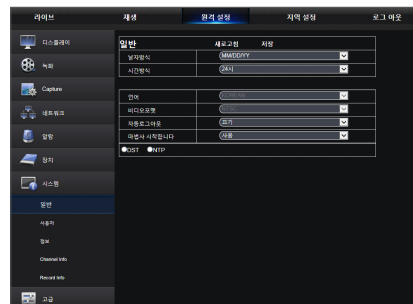 라이브 재생 원격 설정 지역 설정 로그 아웃
디스플레이
녹화
Capture
네트워크
알람
장치
시스템
일반
사용자
정보
Channel Info
Record Info
고급
일반 새로고침 저장
날자방식 MM/DD/YY
시간방식 24시
언어 KOREAN
비디오포맷 NTSC
자동로그아웃 끄기
마법사 시작합니다 사용
DST NTP